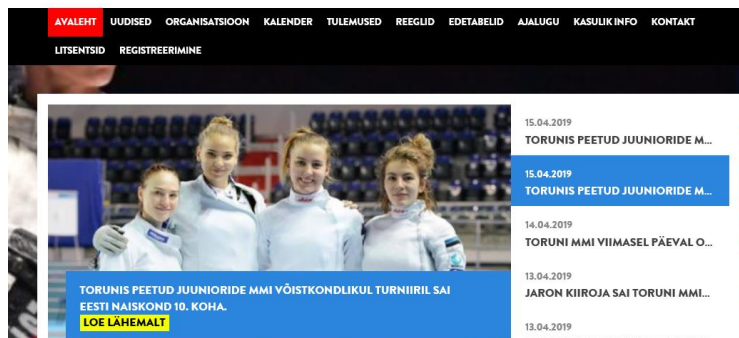 AVALEHT UUDISED ORGANISATSIOON KALENDER TULEMUSED REEGLID EDETABELID AJALUGU KASULIK INFO KONTAKT
LITSENTSID REGISTREERIMINE
TORUNIS PEETUD JUUNIORIDE MMI VÕISTKONDLIKUL TURNIIRIL SAI
EESTI NAISKOND 10. KOHA.
LOE LÄHEMALT
15.04.2019
TORUNIS PEETUD JUUNIORIDE M...
15.04.2019
TORUNIS PEETUD JUUNIORIDE M...
14.04.2019
TORUNI MMI VIIMASEL PÄEVAL O...
13.04.2019
JARON KIIROJA SAI TORUNI MMI...
13.04.2019